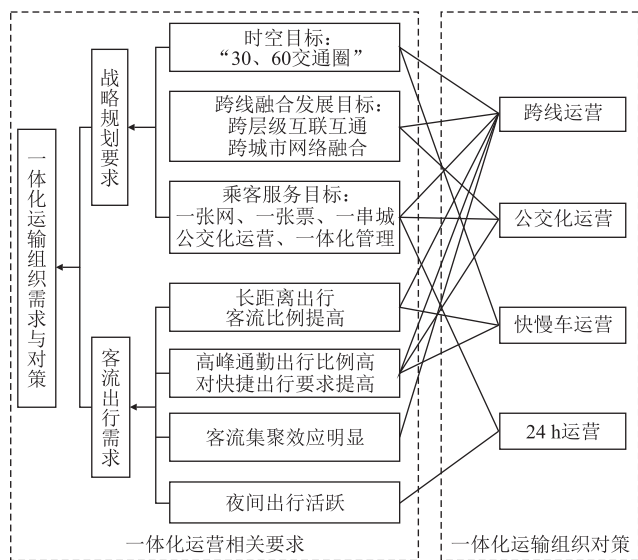 一体化运输组织需求与对策
战略规划要求
客流出行需求
时空目标：
“30、60交通圈”
跨线融合发展目标：
跨层级互联互通
跨城市网络融合
乘客服务目标：
一张网、一张票、一串城
公交化运营、一体化管理
长距离出行
客流比例提高
高峰通勤出行比例高
对快捷出行要求提高
客流集聚效应明显
夜间出行活跃
一体化运营相关要求
跨线运营
公交化运营
快慢车运营
24 h运营
一体化运输组织对策